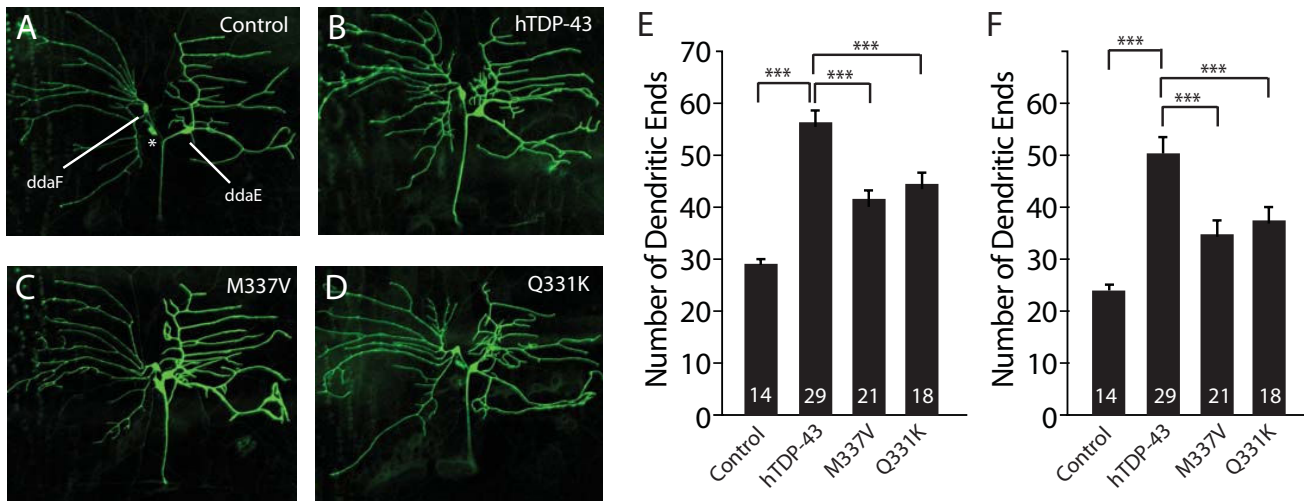 A
Control
ddaF
*
ddaE
B
hTDP-43
C
M337V
D
Q331K
E
Number of Dendritic Ends
70
60
50
40
30
20
10
0
***
***
***
14
29
21
18
Control
hTDP-43
M337V
Q331K
F
Number of Dendritic Ends
60
50
40
30
20
10
0
***
***
***
14
29
21
18
Control
hTDP-43
M337V
Q331K